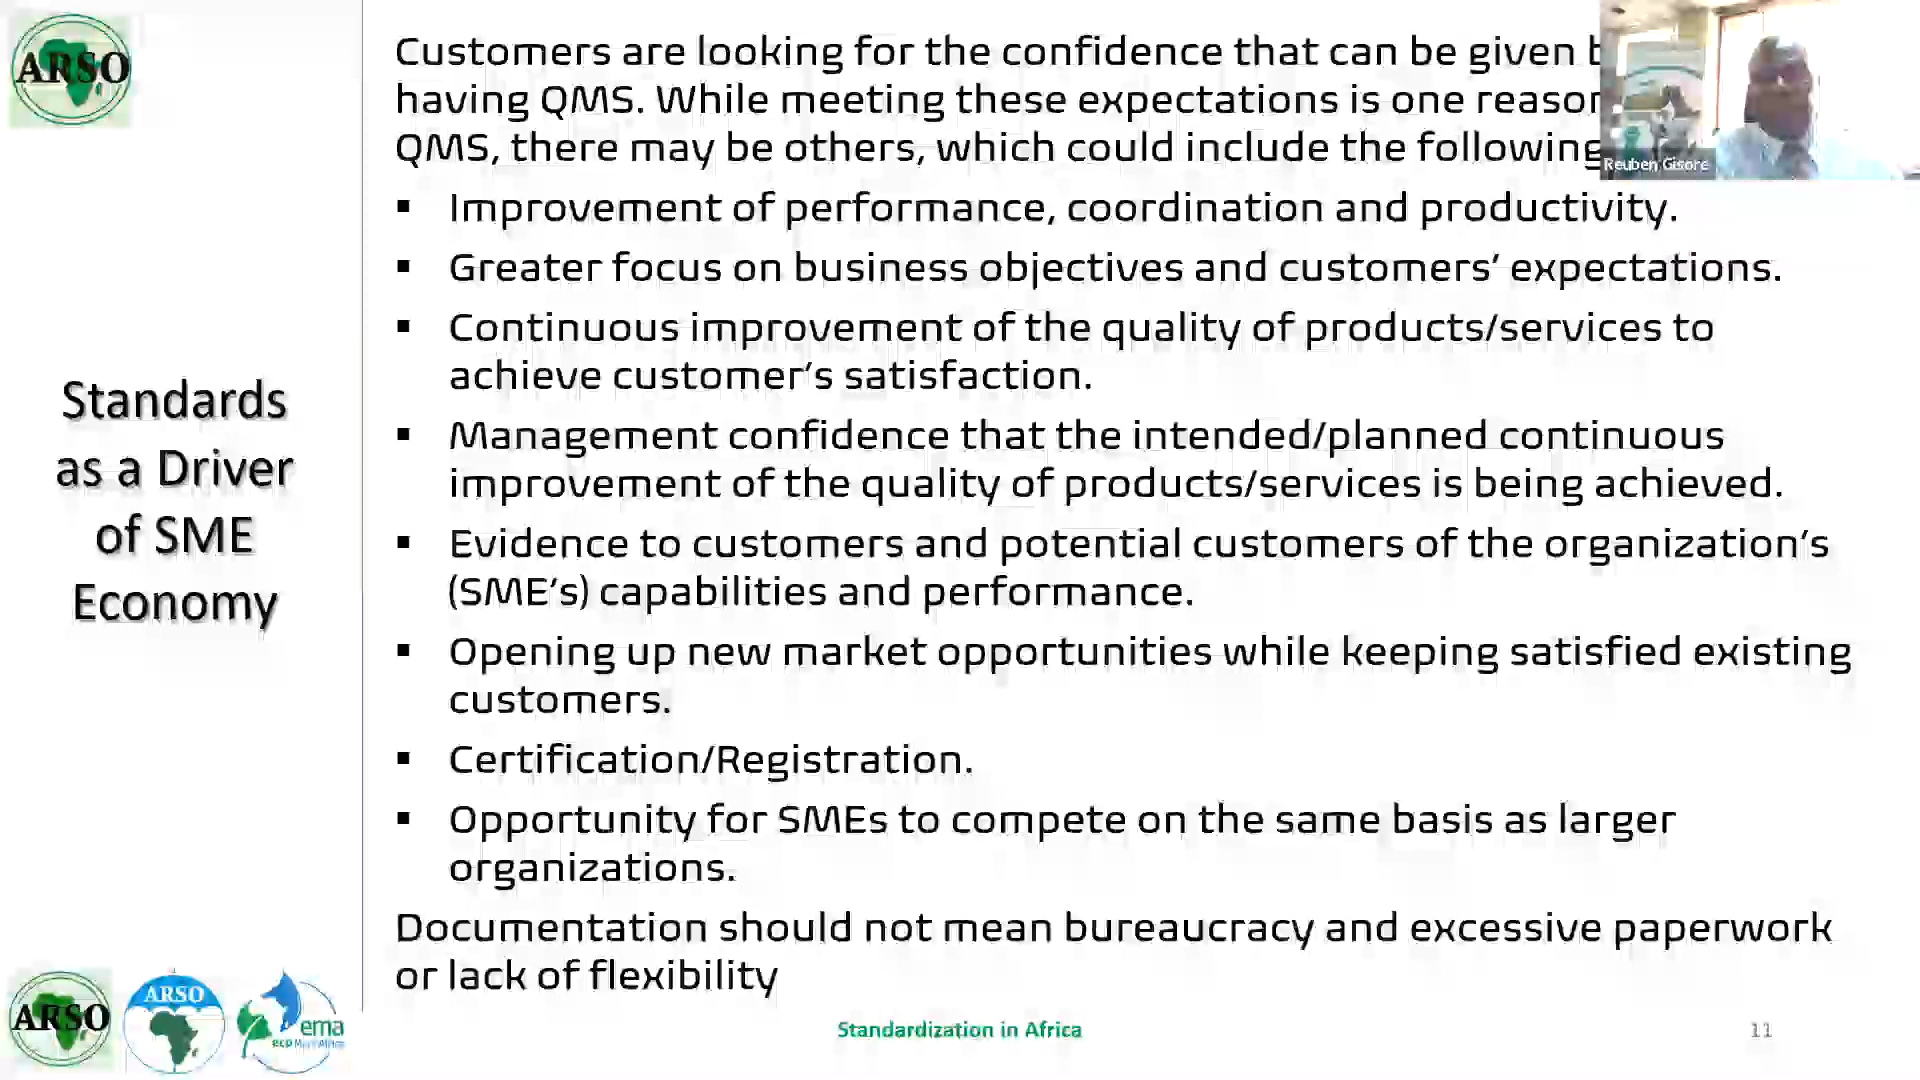 ARSO
Customers are looking for the confidence that can be given
having QMS. While meeting these expectations is one reason
QMS, there may be others, which could include the following
Reuben Gisore
▪ Improvement of performance, coordination and productivity.
▪ Greater focus on business objectives and customers’ expectations.
▪ Continuous improvement of the quality of products/services to
achieve customer’s satisfaction.
▪ Management confidence that the intended/planned continuous
improvement of the quality of products/services is being achieved.
▪ Evidence to customers and potential customers of the organization’s
(SME’s) capabilities and performance.
▪ Opening up new market opportunities while keeping satisfied existing
customers.
▪ Certification/Registration.
▪ Opportunity for SMEs to compete on the same basis as larger
organizations.
Documentation should not mean bureaucracy and excessive paperwork
or lack of flexibility
Standards
as a Driver
of SME
Economy
ARSO
ARSO
ema
eco Mark Africa
Standardization in Africa
11